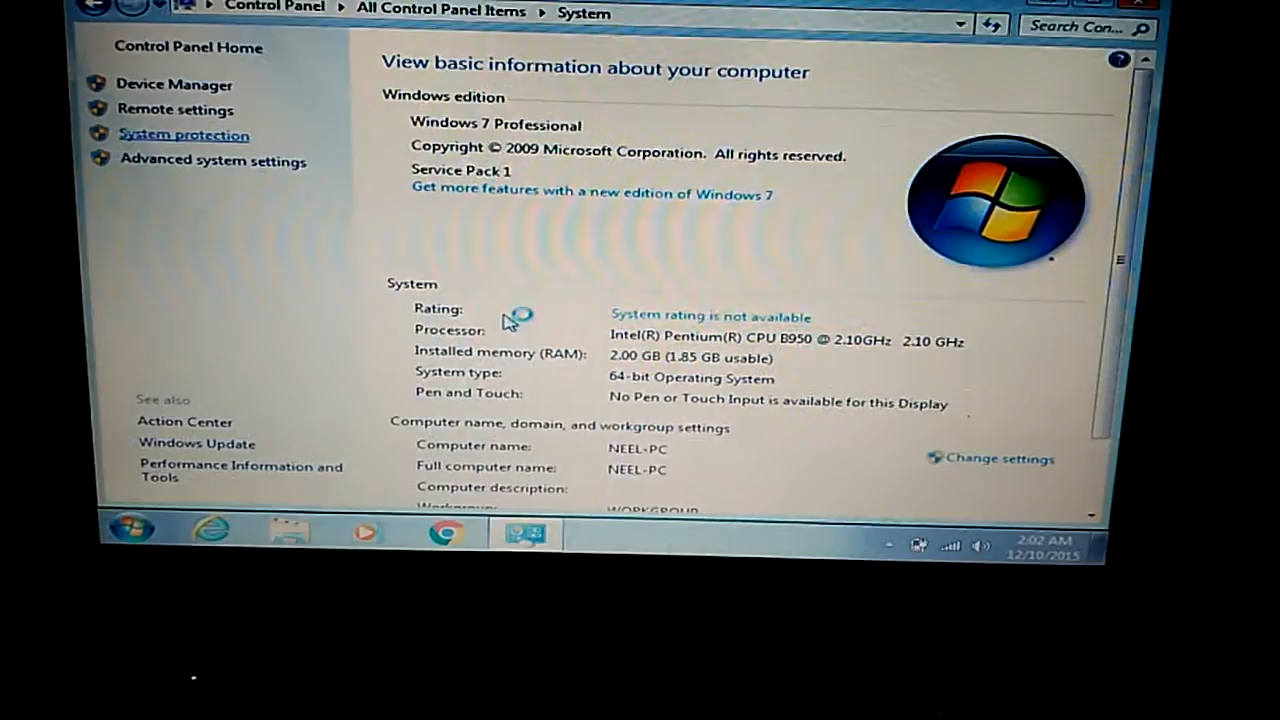 Control Panel ▸ All Control Panel Items ▸ System
Search Con...
Control Panel Home
Device Manager
Remote settings
System protection
Advanced system settings
See also
Action Center
Windows Update
Performance Information and
Tools
View basic information about your computer
Windows edition
Windows 7 Professional
Copyright © 2009 Microsoft Corporation. All rights reserved.
Service Pack 1
Get more features with a new edition of Windows 7
System
Rating: System rating is not available
Processor: Intel(R) Pentium(R) CPU B950 @ 2.10GHz 2.10 GHz
Installed memory (RAM): 2.00 GB (1.85 GB usable)
System type: 64-bit Operating System
Pen and Touch: No Pen or Touch Input is available for this Display
Computer name, domain, and workgroup settings
Computer name: NEEL-PC
Change settings
Full computer name: NEEL-PC
Computer description:
Workgroup: WORKGROUP
2:02 AM
12/10/2015